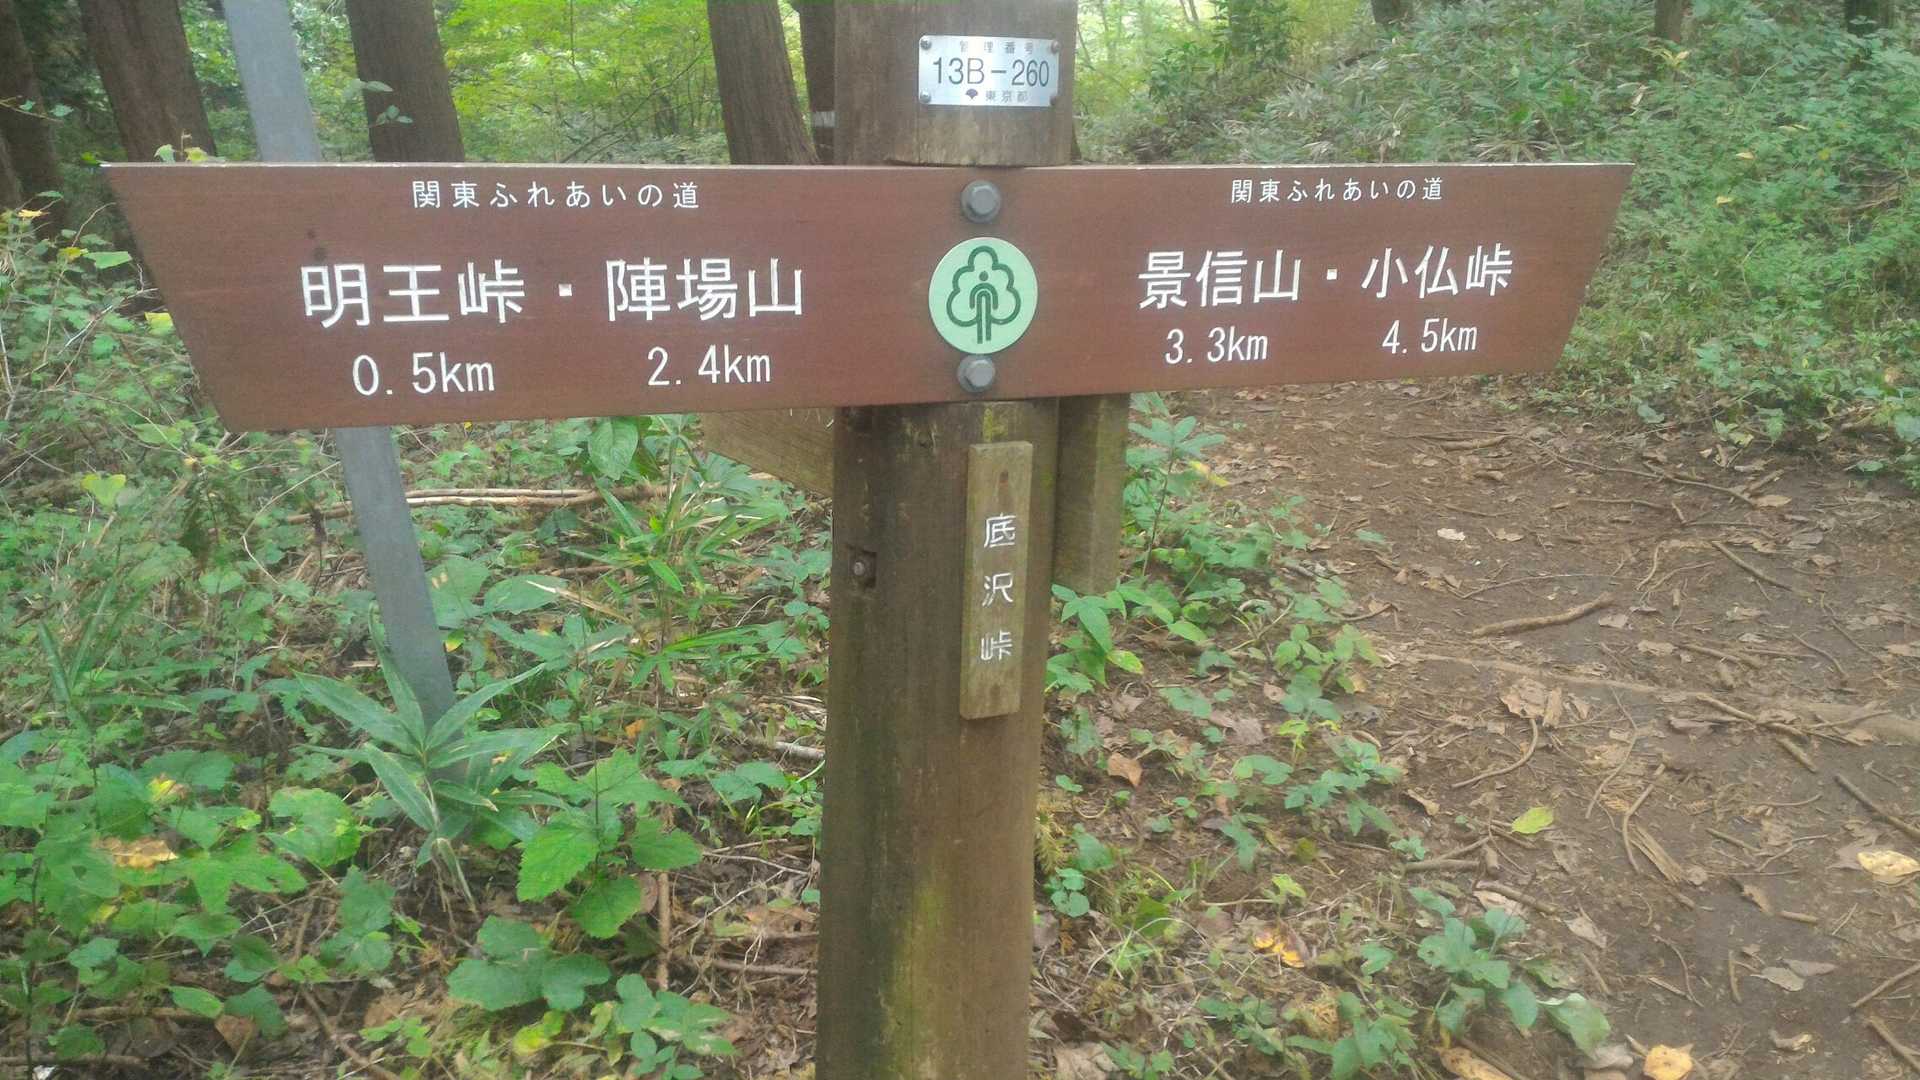 管理番号
13B-260
東京都
関東ふれあいの道
明王峠・陣場山
0.5km 2.4km
関東ふれあいの道
景信山・小仏峠
3.3km 4.5km
底沢峠